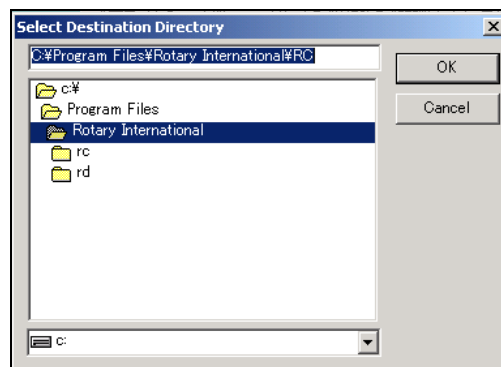 Select Destination Directory
C:¥Program Files¥Rotary International¥RC
OK
c:¥
Program Files
Cancel
Rotary International
rc
rd
c: